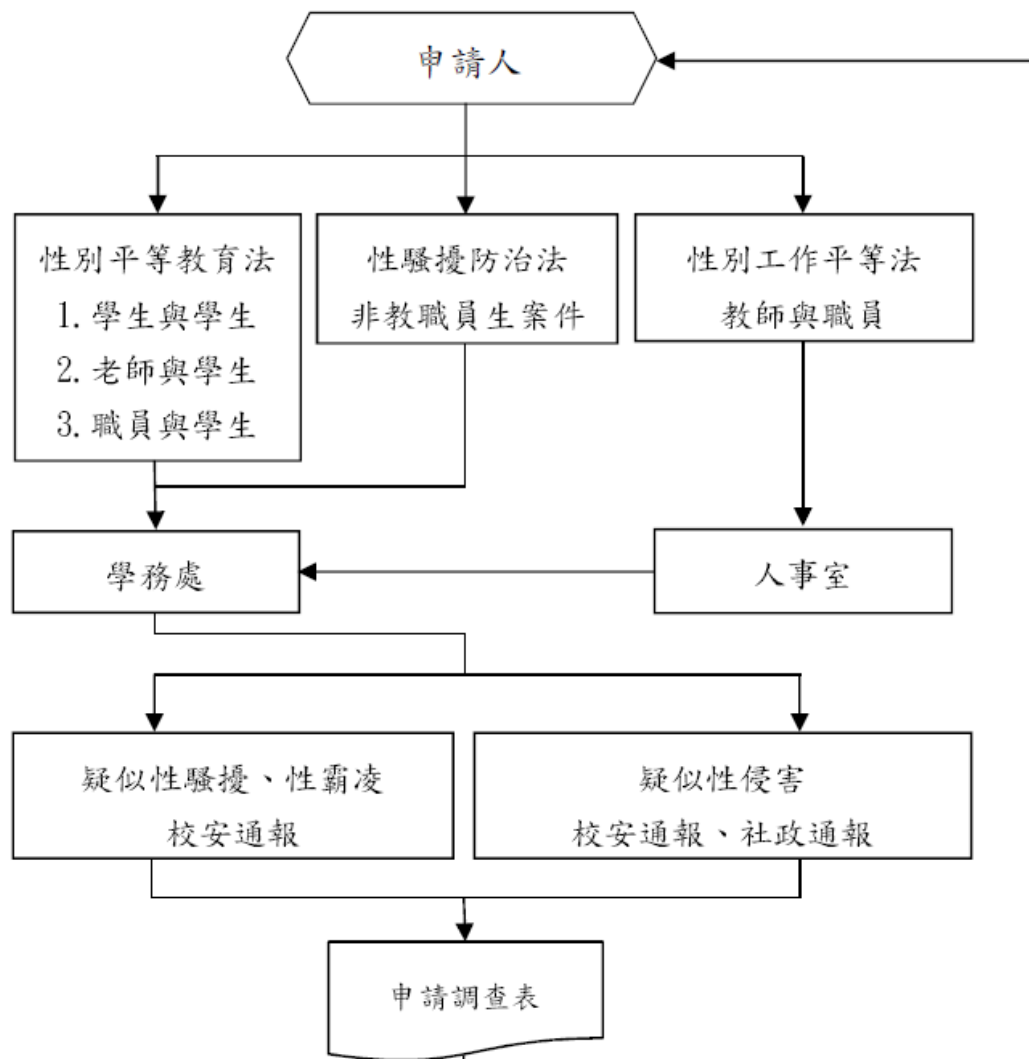 申請人
性別平等教育法
1.學生與學生
2.老師與學生
3.職員與學生
性騷擾防治法
非教職員生案件
性別工作平等法
教師與職員
學務處
人事室
疑似性騷擾、性霸凌
校安通報
疑似性侵害
校安通報、社政通報
申請調查表